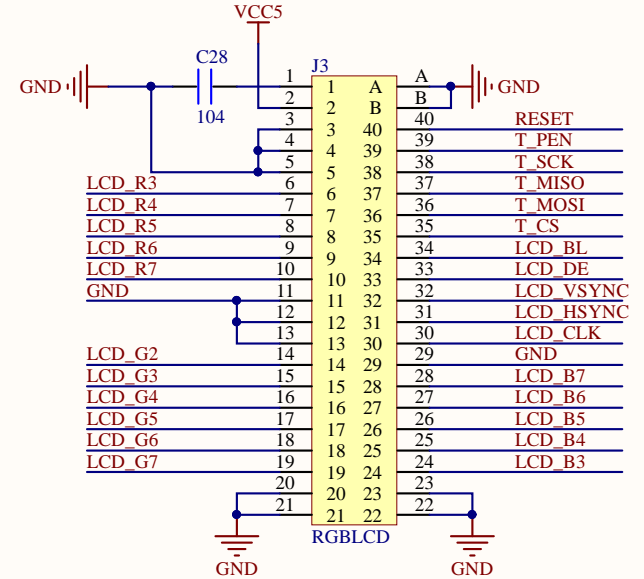 VCC5
C28
104
GND
J3
GND
1 1 A A
2 2 B B
3 3 40 40 RESET
4 4 39 39 T_PEN
5 5 38 38 T_SCK
LCD_R3 6 6 37 37 T_MISO
LCD_R4 7 7 36 36 T_MOSI
LCD_R5 8 8 35 35 T_CS
LCD_R6 9 9 34 34 LCD_BL
LCD_R7 10 10 33 33 LCD_DE
GND 11 11 32 32 LCD_VSYNC
12 12 31 31 LCD_HSYNC
13 13 30 30 LCD_CLK
LCD_G2 14 14 29 29 GND
LCD_G3 15 15 28 28 LCD_B7
LCD_G4 16 16 27 27 LCD_B6
LCD_G5 17 17 26 26 LCD_B5
LCD_G6 18 18 25 25 LCD_B4
LCD_G7 19 19 24 24 LCD_B3
20 20 23 23
21 21 22 22
RGBLCD
GND
GND